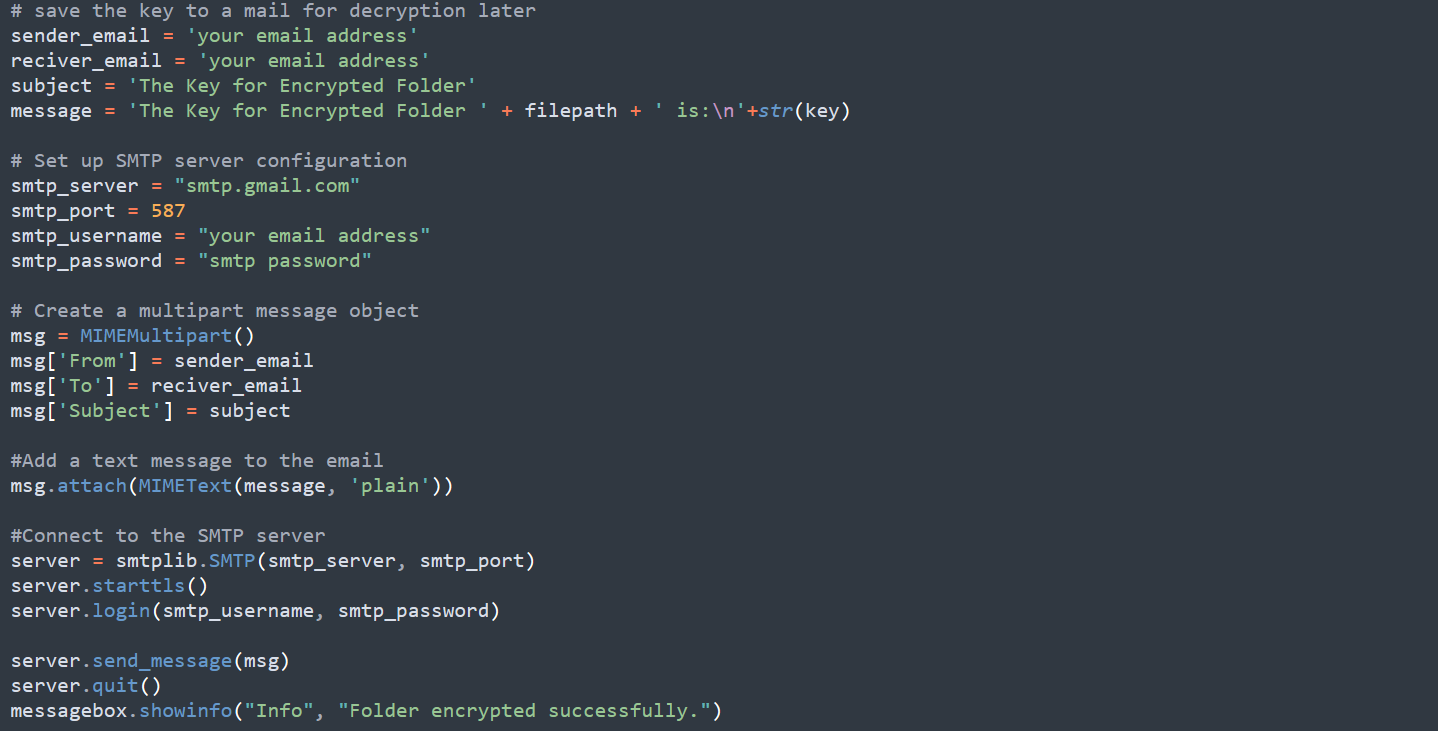 # save the key to a mail for decryption later
sender_email = 'your email address'
reciver_email = 'your email address'
subject = 'The Key for Encrypted Folder'
message = 'The Key for Encrypted Folder ' + filepath + ' is:\n'+str(key)

# Set up SMTP server configuration
smtp_server = "smtp.gmail.com"
smtp_port = 587
smtp_username = "your email address"
smtp_password = "smtp password"

# Create a multipart message object
msg = MIMEMultipart()
msg['From'] = sender_email
msg['To'] = reciver_email
msg['Subject'] = subject

#Add a text message to the email
msg.attach(MIMEText(message, 'plain'))

#Connect to the SMTP server
server = smtplib.SMTP(smtp_server, smtp_port)
server.starttls()
server.login(smtp_username, smtp_password)

server.send_message(msg)
server.quit()
messagebox.showinfo("Info", "Folder encrypted successfully.")